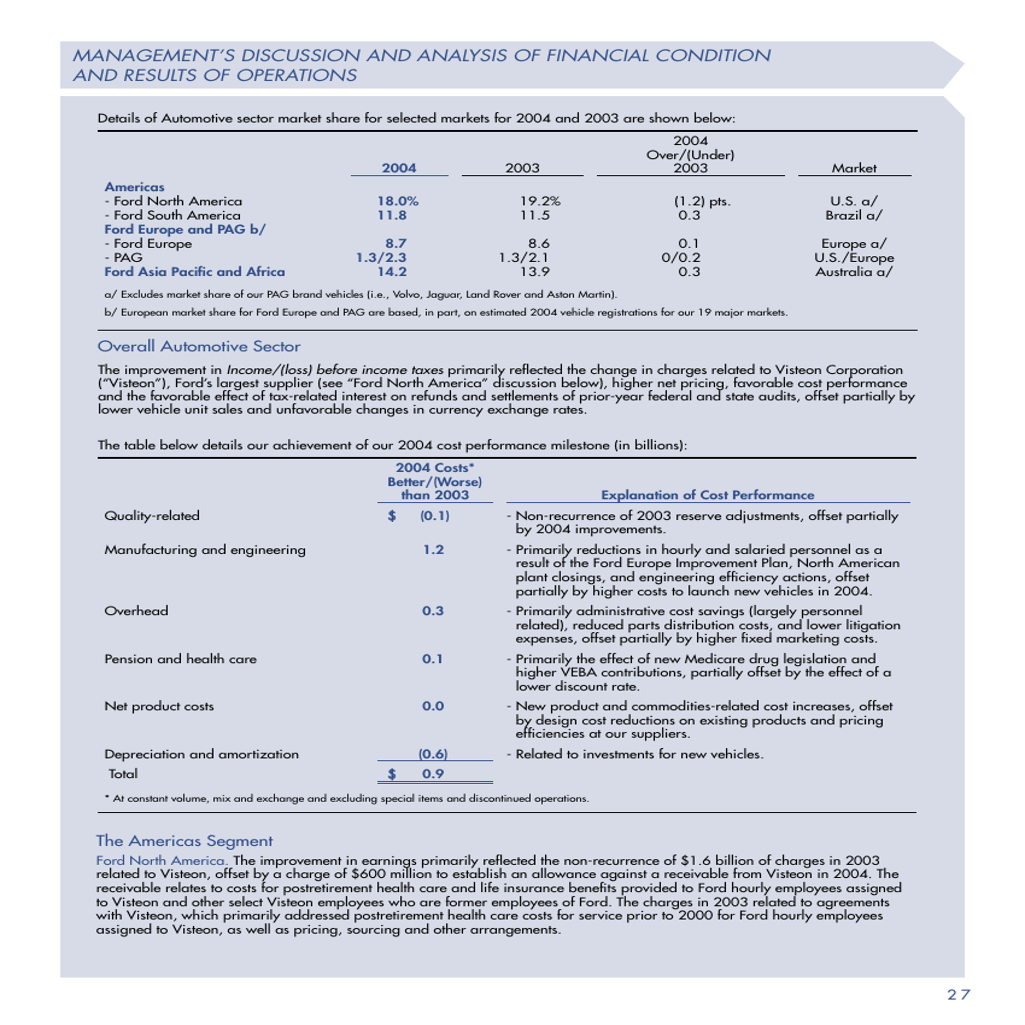 MANAGEMENT'S DISCUSSION AND ANALYSIS OF FINANCIAL CONDITION
AND RESULTS OF OPERATIONS
Details of Automotive sector market share for selected markets for 2004 and 2003 are shown below:
2004
Over/(Under)
2004 2003 2003 Market
Americas
- Ford North America 18.0% 19.2% (1.2) pts. U.S. a/
- Ford South America 11.8 11.5 0.3 Brazil a/
Ford Europe and PAG b/
- Ford Europe 8.7 8.6 0.1 Europe a/
- PAG 1.3/2.3 1.3/2.1 0/0.2 U.S./Europe
Ford Asia Pacific and Africa 14.2 13.9 0.3 Australia a/
a/ Excludes market share of our PAG brand vehicles (i.e., Volvo, Jaguar, Land Rover and Aston Martin).
b/ European market share for Ford Europe and PAG are based, in part, on estimated 2004 vehicle registrations for our 19 major markets.
Overall Automotive Sector
The improvement in Income/(loss) before income taxes primarily reflected the change in charges related to Visteon Corporation
("Visteon"), Ford's largest supplier (see "Ford North America" discussion below), higher net pricing, favorable cost performance
and the favorable effect of tax-related interest on refunds and settlements of prior-year federal and state audits, offset partially by
lower vehicle unit sales and unfavorable changes in currency exchange rates.
The table below details our achievement of our 2004 cost performance milestone (in billions):
2004 Costs*
Better/(Worse)
than 2003 Explanation of Cost Performance
Quality-related $ (0.1) - Non-recurrence of 2003 reserve adjustments, offset partially
by 2004 improvements.
Manufacturing and engineering 1.2 - Primarily reductions in hourly and salaried personnel as a
result of the Ford Europe Improvement Plan, North American
plant closings, and engineering efficiency actions, offset
partially by higher costs to launch new vehicles in 2004.
Overhead 0.3 - Primarily administrative cost savings (largely personnel
related), reduced parts distribution costs, and lower litigation
expenses, offset partially by higher fixed marketing costs.
Pension and health care 0.1 - Primarily the effect of new Medicare drug legislation and
higher VEBA contributions, partially offset by the effect of a
lower discount rate.
Net product costs 0.0 - New product and commodities-related cost increases, offset
by design cost reductions on existing products and pricing
efficiencies at our suppliers.
Depreciation and amortization (0.6) - Related to investments for new vehicles.
Total $ 0.9
* At constant volume, mix and exchange and excluding special items and discontinued operations.
The Americas Segment
Ford North America. The improvement in earnings primarily reflected the non-recurrence of $1.6 billion of charges in 2003
related to Visteon, offset by a charge of $600 million to establish an allowance against a receivable from Visteon in 2004. The
receivable relates to costs for postretirement health care and life insurance benefits provided to Ford hourly employees assigned
to Visteon and other select Visteon employees who are former employees of Ford. The charges in 2003 related to agreements
with Visteon, which primarily addressed postretirement health care costs for service prior to 2000 for Ford hourly employees
assigned to Visteon, as well as pricing, sourcing and other arrangements.
27